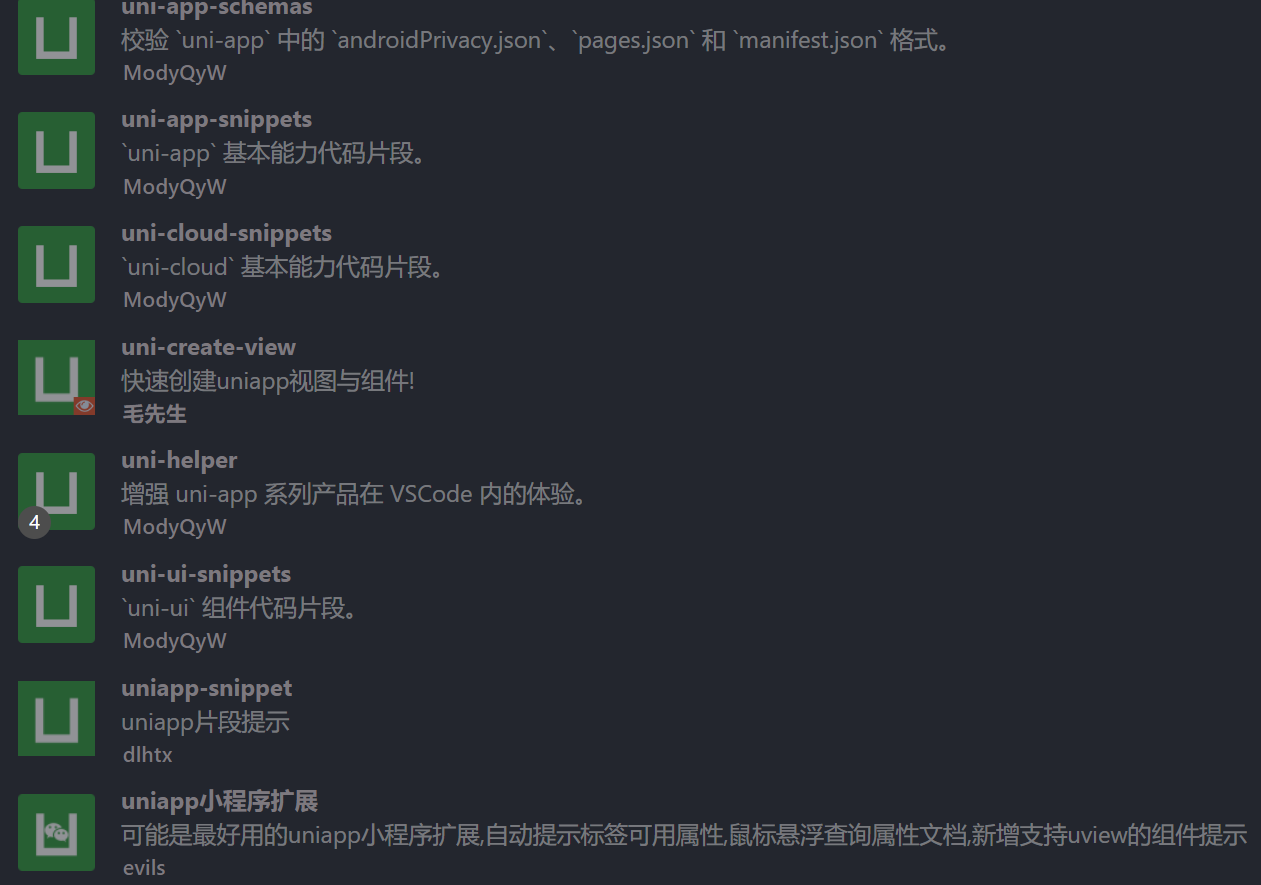 uni-app-schemas
校验 `uni-app` 中的 `androidPrivacy.json`、`pages.json` 和 `manifest.json` 格式。
ModyQyW
uni-app-snippets
`uni-app` 基本能力代码片段。
ModyQyW
uni-cloud-snippets
`uni-cloud` 基本能力代码片段。
ModyQyW
uni-create-view
快速创建uniapp视图与组件!
毛先生
uni-helper
增强 uni-app 系列产品在 VSCode 内的体验。
4
ModyQyW
uni-ui-snippets
`uni-ui` 组件代码片段。
ModyQyW
uniapp-snippet
uniapp片段提示
dlhtx
uniapp小程序扩展
可能是最好用的uniapp小程序扩展,自动提示标签可用属性,鼠标悬浮查询属性文档,新增支持uview的组件提示
evils